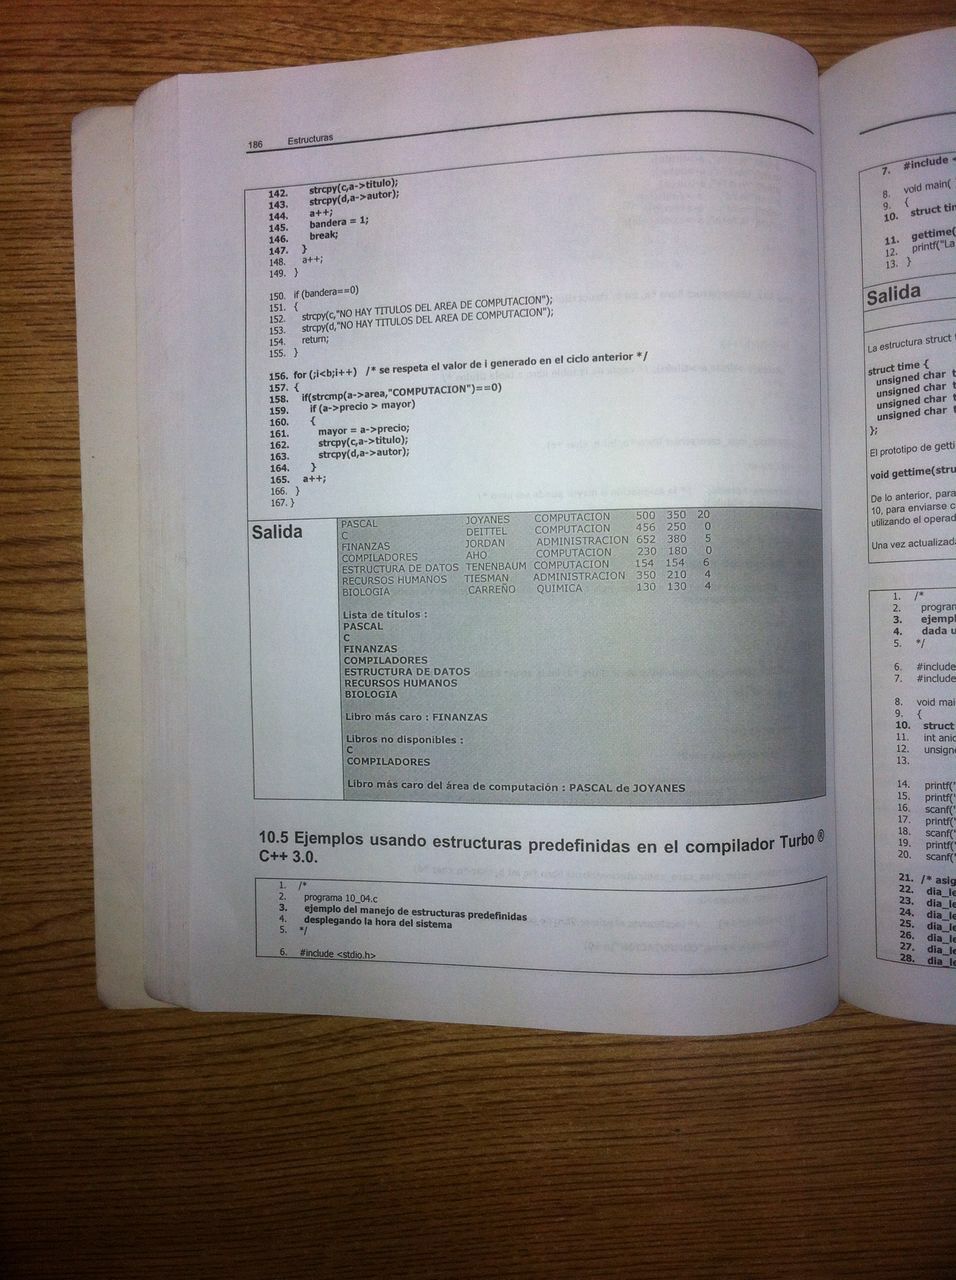 186 Estructuras
142. strcpy(c,a->titulo);
143. strcpy(d,a->autor);
144. a++;
145. bandera = 1;
146. break;
147. }
148. a++;
149. }
150. if (bandera==0)
151. {
152. strcpy(c,"NO HAY TITULOS DEL AREA DE COMPUTACION");
153. strcpy(d,"NO HAY TITULOS DEL AREA DE COMPUTACION");
154. return;
155. }
156. for (;i<b;i++) /* se respeta el valor de i generado en el ciclo anterior */
157. {
158. if(strcmp(a->area,"COMPUTACION")==0)
159. if (a->precio > mayor)
160. {
161. mayor = a->precio;
162. strcpy(c,a->titulo);
163. strcpy(d,a->autor);
164. }
165. a++;
166. }
167. }
Salida
PASCAL JOYANES COMPUTACION 500 350 20
C DEITTEL COMPUTACION 456 250 0
FINANZAS JORDAN ADMINISTRACION 652 380 5
COMPILADORES AHO COMPUTACION 230 180 0
ESTRUCTURA DE DATOS TENENBAUM COMPUTACION 154 154 6
RECURSOS HUMANOS TIESMAN ADMINISTRACION 350 210 4
BIOLOGIA CARREÑO QUIMICA 130 130 4
Lista de títulos :
PASCAL
C
FINANZAS
COMPILADORES
ESTRUCTURA DE DATOS
RECURSOS HUMANOS
BIOLOGIA
Libro más caro : FINANZAS
Libros no disponibles :
C
COMPILADORES
Libro más caro del área de computación : PASCAL de JOYANES
10.5 Ejemplos usando estructuras predefinidas en el compilador Turbo ®
C++ 3.0.
1. /*
2. programa 10_04.c
3. ejemplo del manejo de estructuras predefinidas
4. desplegando la hora del sistema
5. */
6. #include <stdio.h>
7. #include <
8. void main(
9. {
10. struct tim
11. gettime(
12. printf("La
13. }
Salida
La estructura struct
struct time {
unsigned char
unsigned char
unsigned char
unsigned char
};
El prototipo de getti
void gettime(stru
De lo anterior, para
10, para enviarse c
utilizando el operad
Una vez actualizada
1. /*
2. program
3. ejempl
4. dada u
5. */
6. #include
7. #include
8. void mai
9. {
10. struct
11. int anio
12. unsigne
13.
14. printf("
15. printf("
16. scanf("
17. printf("
18. scanf("
19. printf("
20. scanf("
21. /* asig
22. dia_le
23. dia_le
24. dia_le
25. dia_le
26. dia_le
27. dia_le
28. dia_le